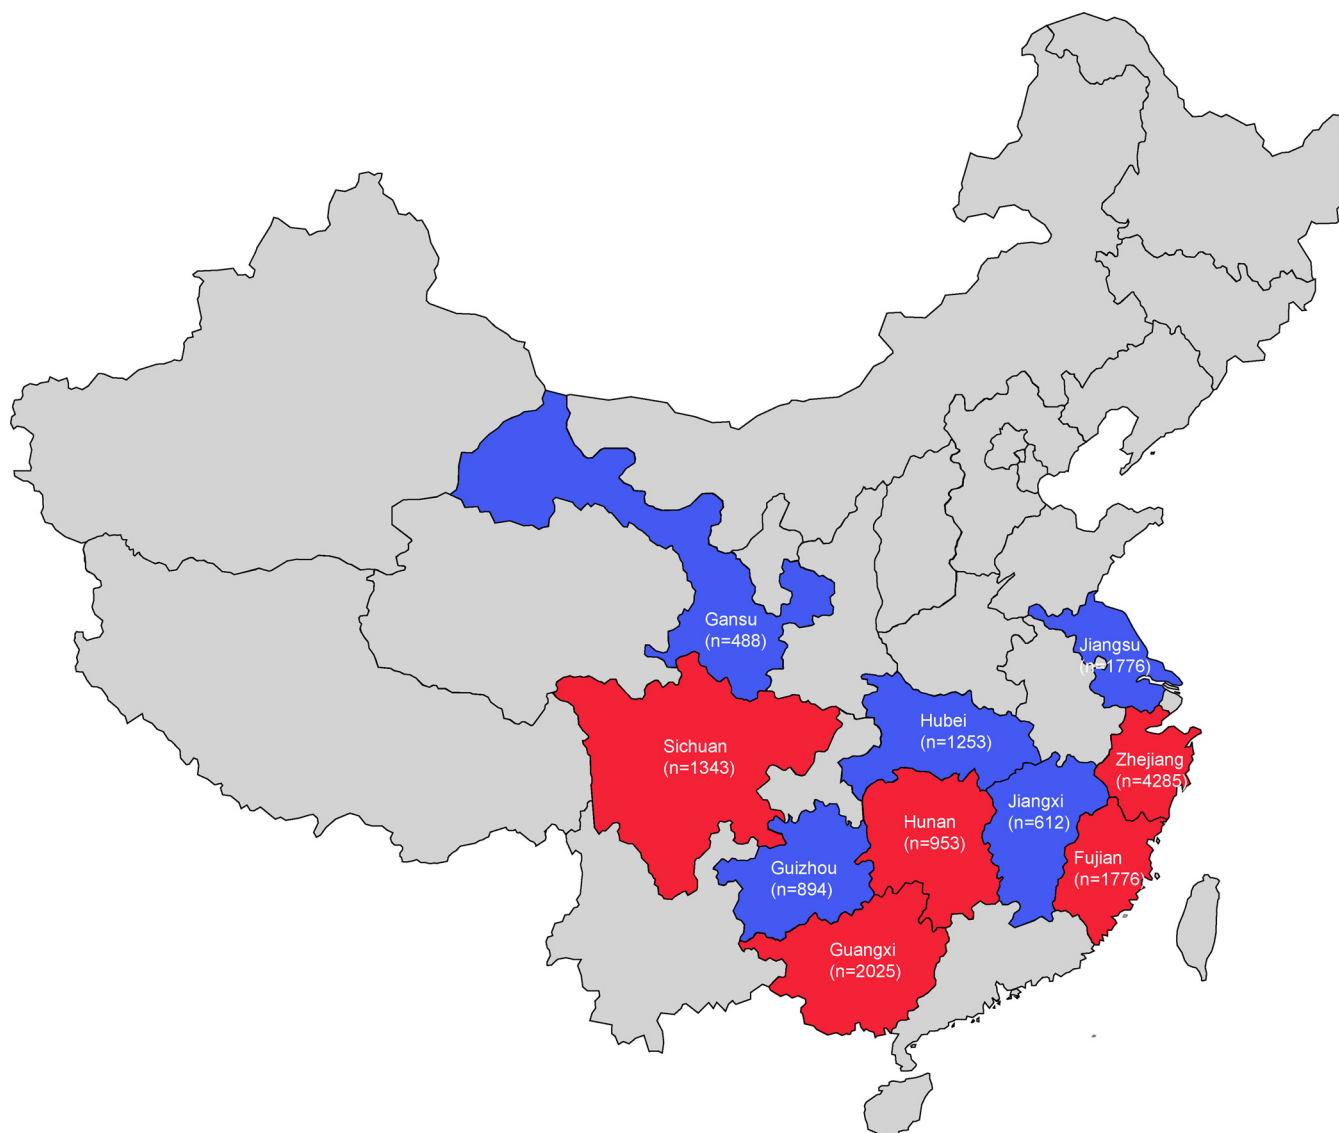 Gansu
(n=488)
Jiangsu
(n=1776)
Hubei
(n=1253)
Sichuan
(n=1343)
Zhejiang
(n=4285)
Jiangxi
(n=612)
Hunan
(n=953)
Fujian
(n=1776)
Guizhou
(n=894)
Guangxi
(n=2025)